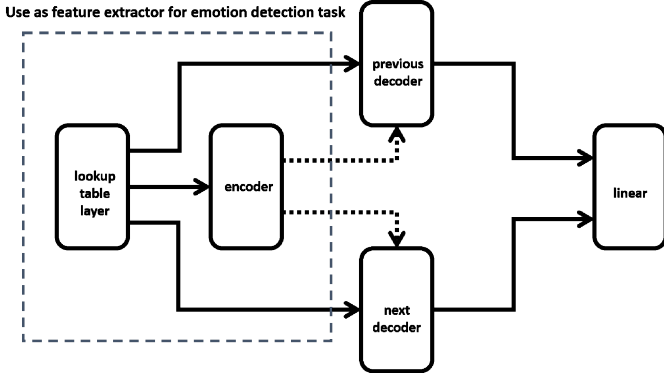 Use as feature extractor for emotion detection task
previous
decoder
lookup
table
layer
encoder
linear
next
decoder